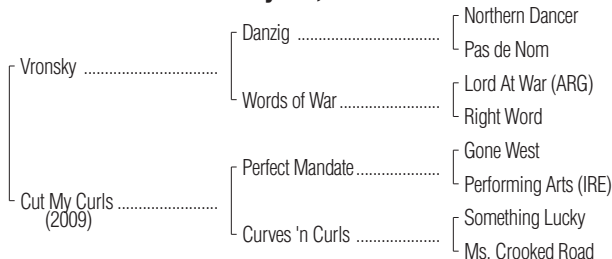 Northern Dancer
Danzig ..............................
Pas de Nom
Vronsky ............................
Lord At War (ARG)
Words of War.....................
Right Word
Gone West
Perfect Mandate.................
Performing Arts (IRE)
Cut My Curls .....................
(2009)
Something Lucky
Curves 'n Curls .................
Ms. Crooked Road